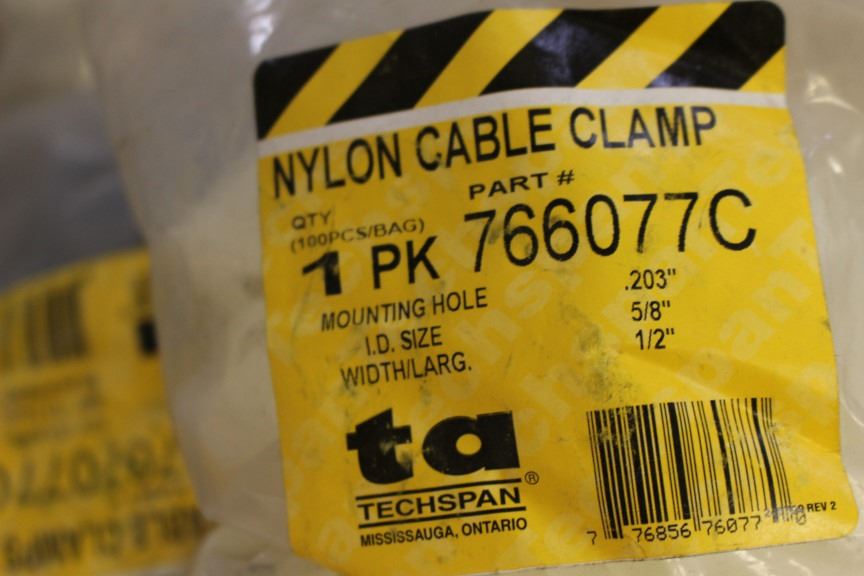 NYLON CABLE CLAMP
PART #
QTY
(100PCS/BAG)
1 PK 766077C
MOUNTING HOLE .203"
I.D. SIZE 5/8"
WIDTH/LARG. 1/2"
ta
TECHSPAN®
MISSISSAUGA, ONTARIO
REV 2
7 76856 76077 0